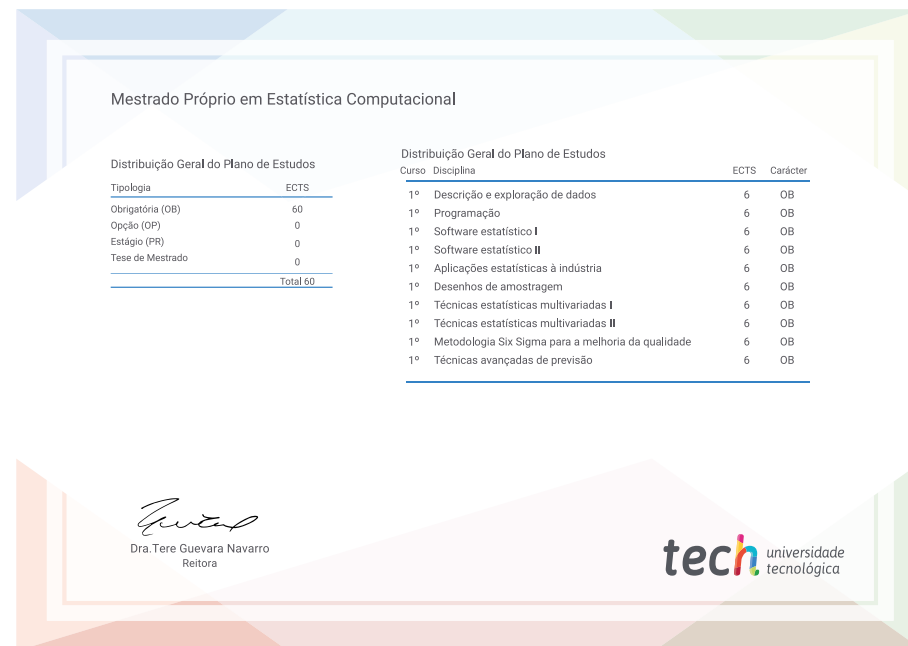 Mestrado Próprio em Estatística Computacional
Distribuição Geral do Plano de Estudos
Tipologia ECTS
Obrigatória (OB) 60
Opção (OP) 0
Estágio (PR) 0
Tese de Mestrado 0
Total 60
Distribuição Geral do Plano de Estudos
Curso Disciplina ECTS Carácter
1º Descrição e exploração de dados 6 OB
1º Programação 6 OB
1º Software estatístico I 6 OB
1º Software estatístico II 6 OB
1º Aplicações estatísticas à indústria 6 OB
1º Desenhos de amostragem 6 OB
1º Técnicas estatísticas multivariadas I 6 OB
1º Técnicas estatísticas multivariadas II 6 OB
1º Metodologia Six Sigma para a melhoria da qualidade 6 OB
1º Técnicas avançadas de previsão 6 OB
Dra.Tere Guevara Navarro
Reitora
tech universidade
tecnológica